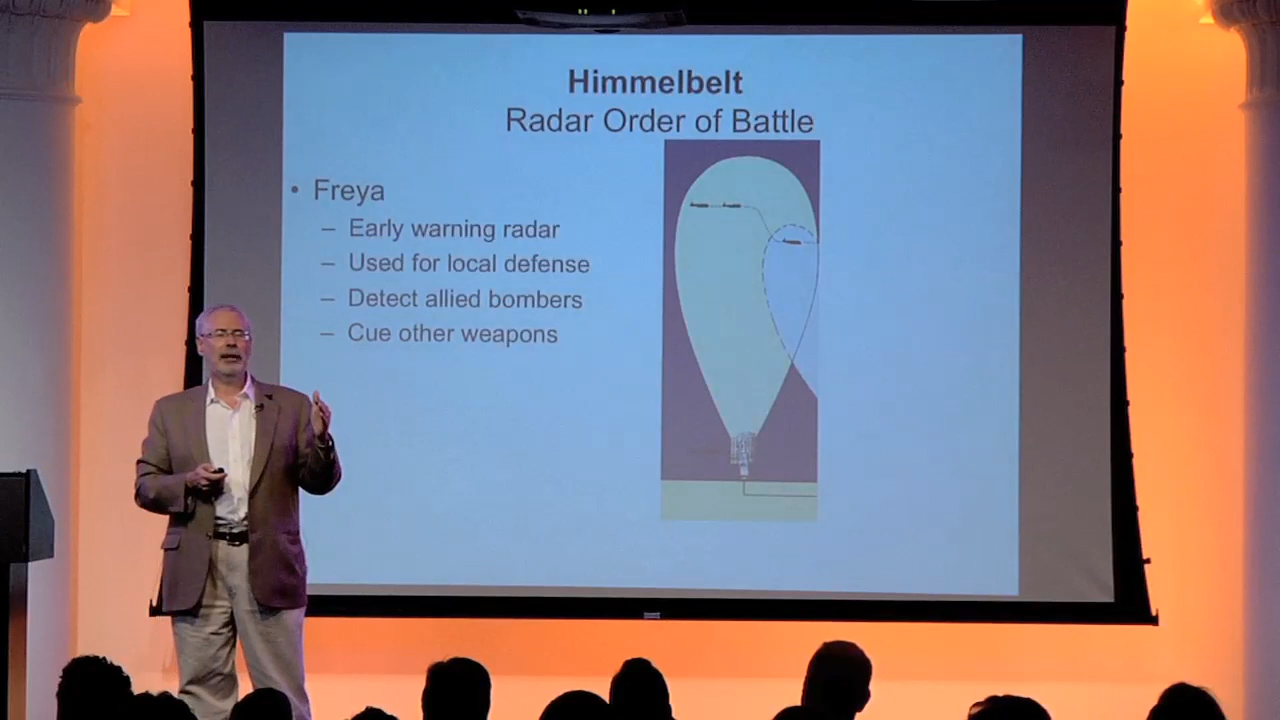 Himmelbelt
Radar Order of Battle
• Freya
– Early warning radar
– Used for local defense
– Detect allied bombers
– Cue other weapons